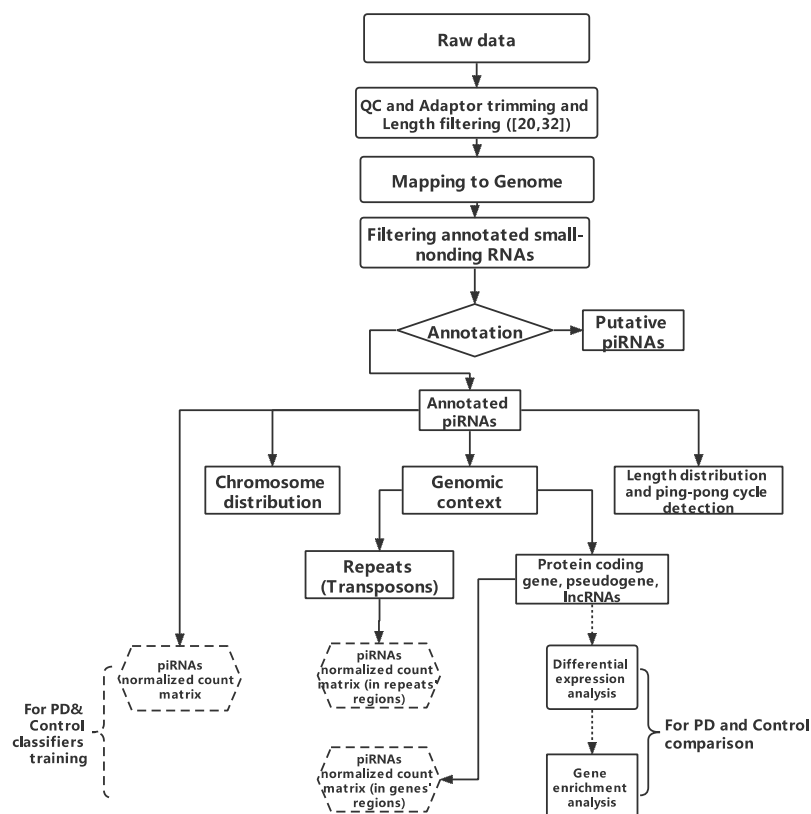 Raw data
QC and Adaptor trimming and
Length filtering ([20,32])
Mapping to Genome
Filtering annotated small-
nonding RNAs
Annotation
Putative
piRNAs
Annotated
piRNAs
Chromosome
distribution
Genomic
context
Length distribution
and ping-pong cycle
detection
Repeats
(Transposons)
Protein coding
gene, pseudogene,
lncRNAs
piRNAs
normalized count
matrix
piRNAs
normalized count
matrix (in repeats'
regions)
Differential
expression
analysis
For PD&
Control
classifiers
training
For PD and Control
comparison
piRNAs
normalized count
matrix (in genes'
regions)
Gene
enrichment
analysis